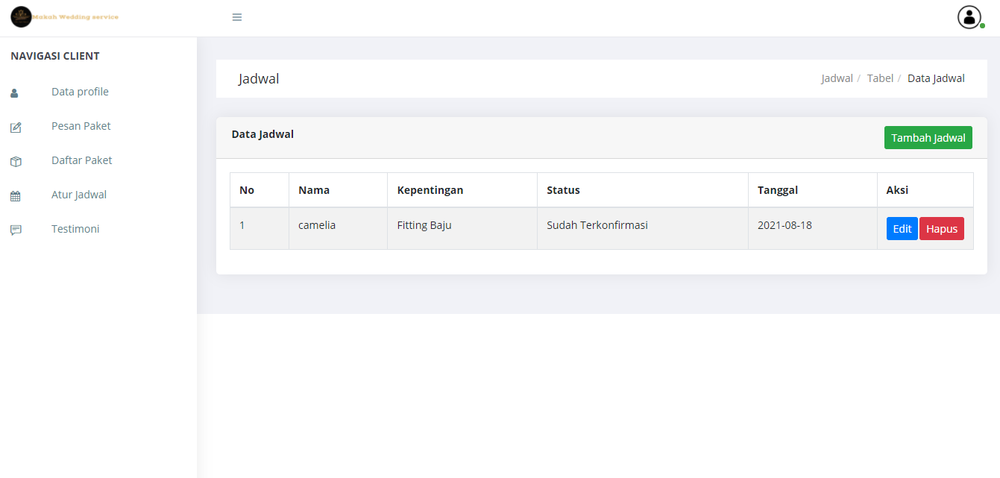 Makah Wedding service
NAVIGASI CLIENT
Data profile
Pesan Paket
Daftar Paket
Atur Jadwal
Testimoni
Jadwal
Jadwal / Tabel / Data Jadwal
Data Jadwal
Tambah Jadwal
No Nama Kepentingan Status Tanggal Aksi
1 camelia Fitting Baju Sudah Terkonfirmasi 2021-08-18 Edit Hapus